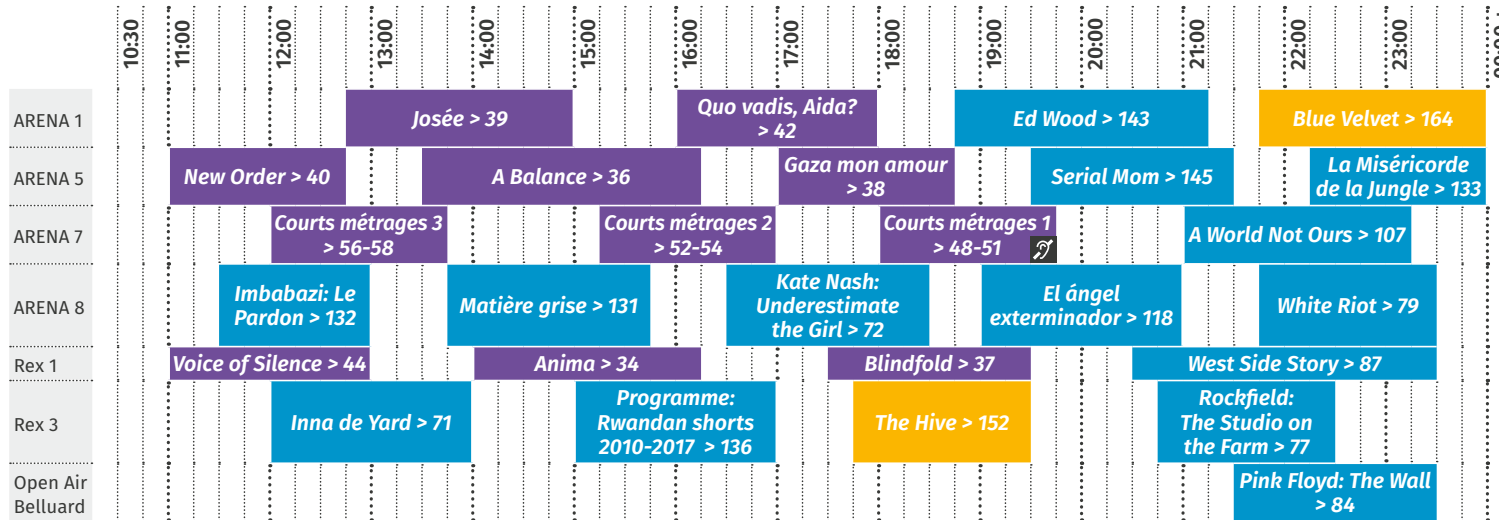 10:30
11:00
12:00
13:00
14:00
15:00
16:00
17:00
18:00
19:00
20:00
21:00
22:00
23:00
ARENA 1
Josée > 39
Quo vadis, Aida?
> 42
Ed Wood > 143
Blue Velvet > 164
ARENA 5
New Order > 40
A Balance > 36
Gaza mon amour
> 38
Serial Mom > 145
La Miséricorde
de la Jungle > 133
ARENA 7
Courts métrages 3
> 56-58
Courts métrages 2
> 52-54
Courts métrages 1
> 48-51
A World Not Ours > 107
ARENA 8
Imbabazi: Le
Pardon > 132
Matière grise > 131
Kate Nash:
Underestimate
the Girl > 72
El ángel
exterminador > 118
White Riot > 79
Rex 1
Voice of Silence > 44
Anima > 34
Blindfold > 37
West Side Story > 87
Rex 3
Inna de Yard > 71
Programme:
Rwandan shorts
2010-2017 > 136
The Hive > 152
Rockfield:
The Studio on
the Farm > 77
Open Air
Belluard
Pink Floyd: The Wall
> 84